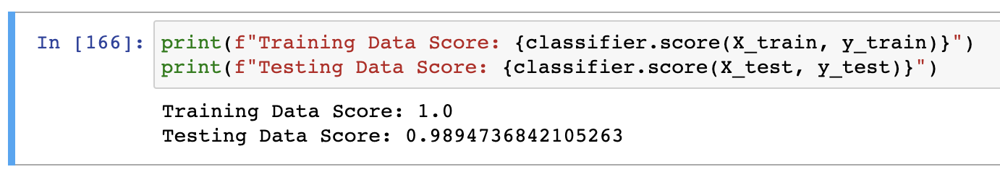 In [166]: print(f"Training Data Score: {classifier.score(X_train, y_train)}")
print(f"Testing Data Score: {classifier.score(X_test, y_test)}")
Training Data Score: 1.0
Testing Data Score: 0.9894736842105263